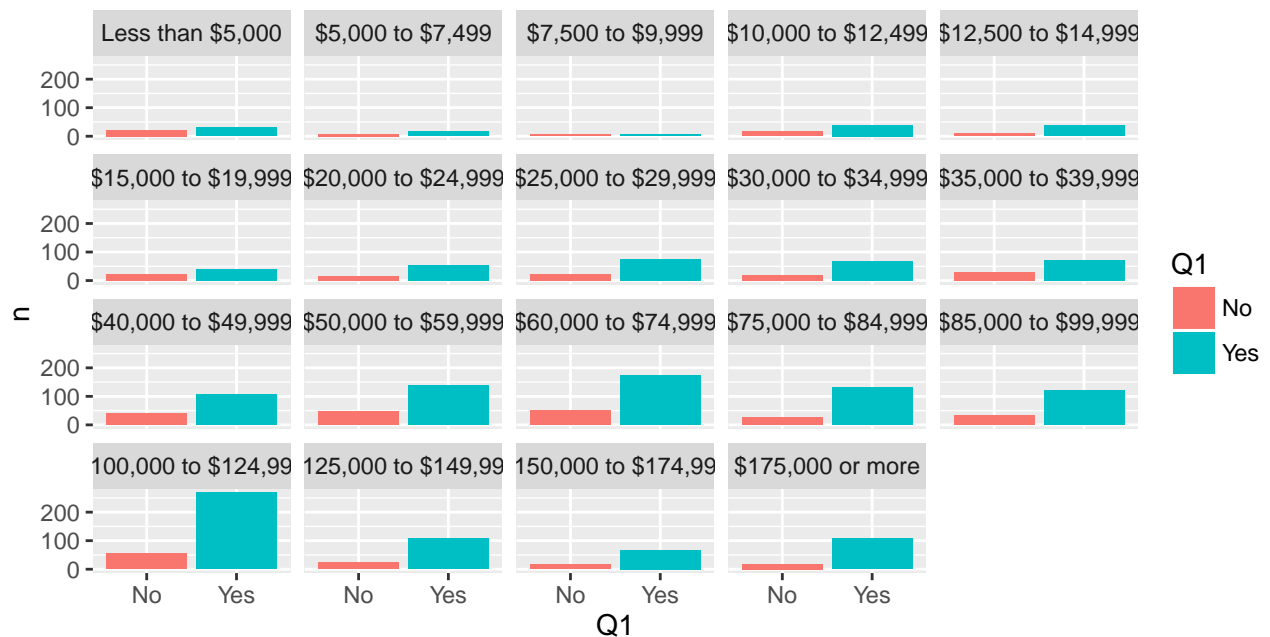 Less than $5,000
$5,000 to $7,499
$7,500 to $9,999
$10,000 to $12,499
$12,500 to $14,999
200
100
0
$15,000 to $19,999
$20,000 to $24,999
$25,000 to $29,999
$30,000 to $34,999
$35,000 to $39,999
200
100
0
$40,000 to $49,999
$50,000 to $59,999
$60,000 to $74,999
$75,000 to $84,999
$85,000 to $99,999
200
100
0
100,000 to $124,99
125,000 to $149,99
150,000 to $174,99
$175,000 or more
200
100
0
No Yes
No Yes
No Yes
No Yes
Q1
n
Q1
No
Yes